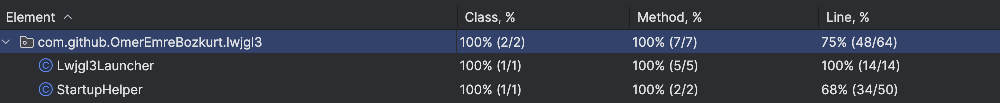 Element Class, % Method, % Line, %
com.github.OmerEmreBozkurt.lwjgl3 100% (2/2) 100% (7/7) 75% (48/64)
Lwjgl3Launcher 100% (1/1) 100% (5/5) 100% (14/14)
StartupHelper 100% (1/1) 100% (2/2) 68% (34/50)